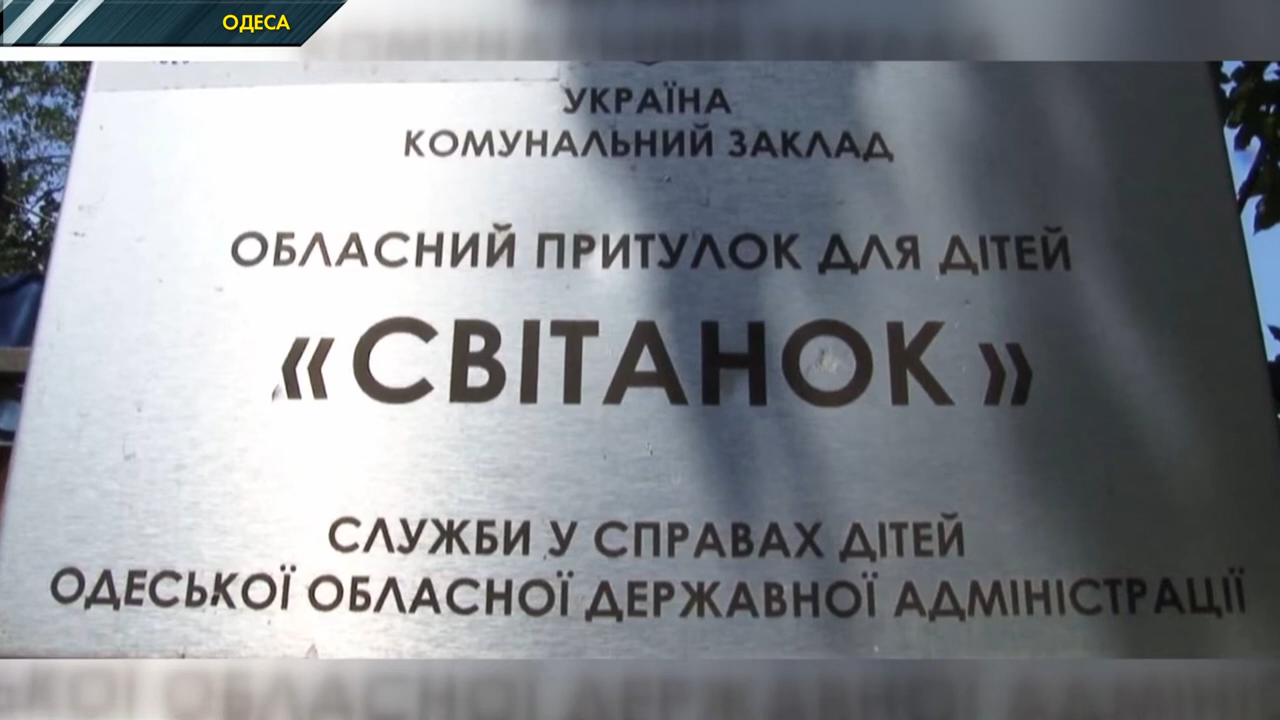 ОДЕСА
УКРАЇНА
КОМУНАЛЬНИЙ ЗАКЛАД
ОБЛАСНИЙ ПРИТУЛОК ДЛЯ ДІТЕЙ
«СВІТАНОК»
СЛУЖБИ У СПРАВАХ ДІТЕЙ
ОДЕСЬКОЇ ОБЛАСНОЇ ДЕРЖАВНОЇ АДМІНІСТРАЦІЇ